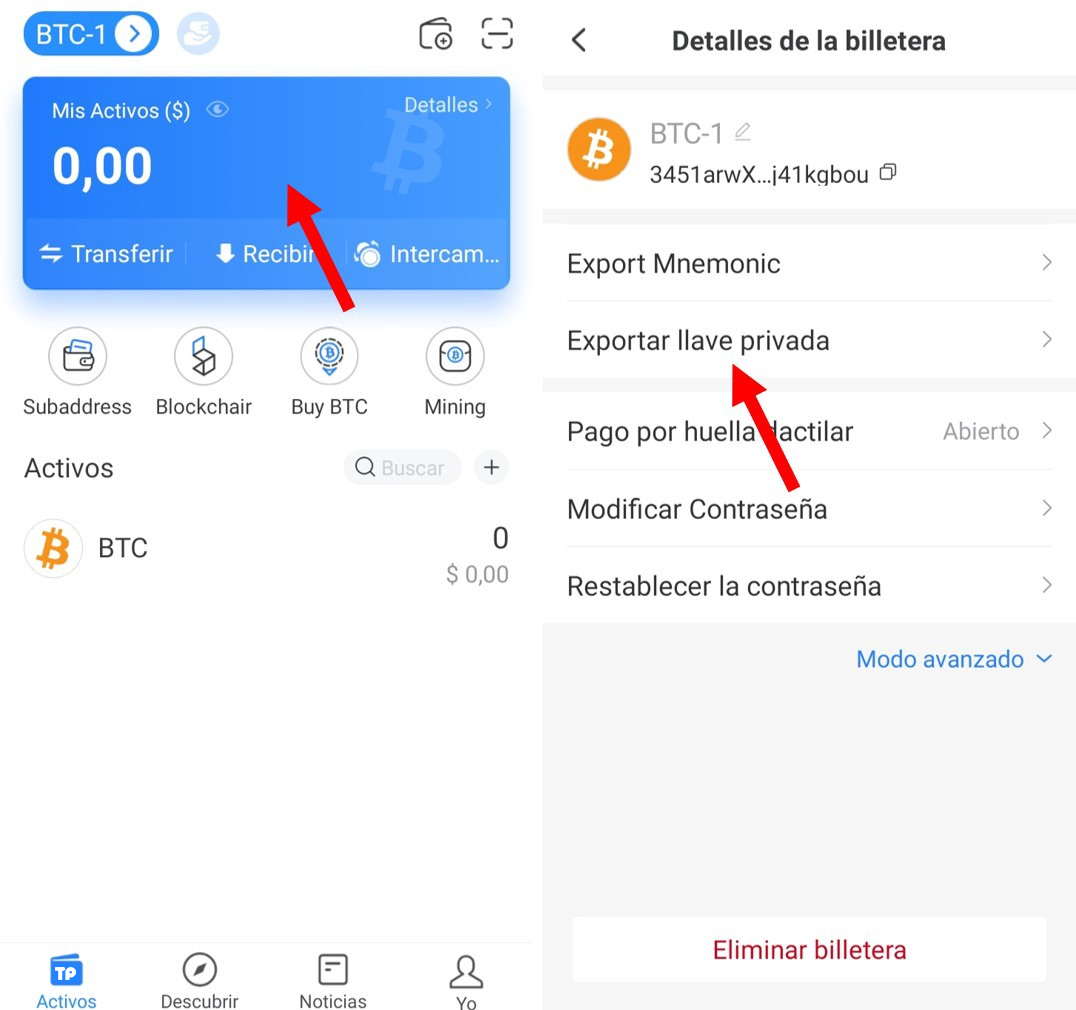 BTC-1
Mis Activos ($)
Detalles
0,00
Transferir
Recibir
Intercam...
Subaddress
Blockchair
Buy BTC
Mining
Activos
Buscar
BTC
0
$ 0,00
TP
Activos
Descubrir
Noticias
Yo
Detalles de la billetera
BTC-1
3451arwX...j41kgbou
Export Mnemonic
Exportar llave privada
Pago por huella dactilar
Abierto
Modificar Contraseña
Restablecer la contraseña
Modo avanzado
Eliminar billetera